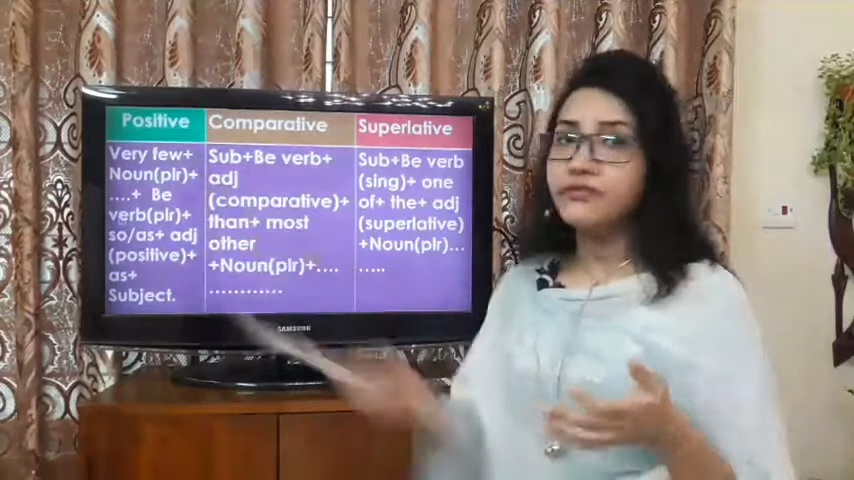 Positive
Very few +
Noun(plr)+
.... + Be
verb(plr)+
so/as + adj
(positive) +
as +
Subject .
Comparative
Sub+Be verb+
adj
(comparative) +
than + most
other
+Noun(plr)+....
.................
Superlative
Sub+Be verb
(sing)+ one
of + the + adj
(superlative)
+Noun(plr)+
.....
SAMSUNG